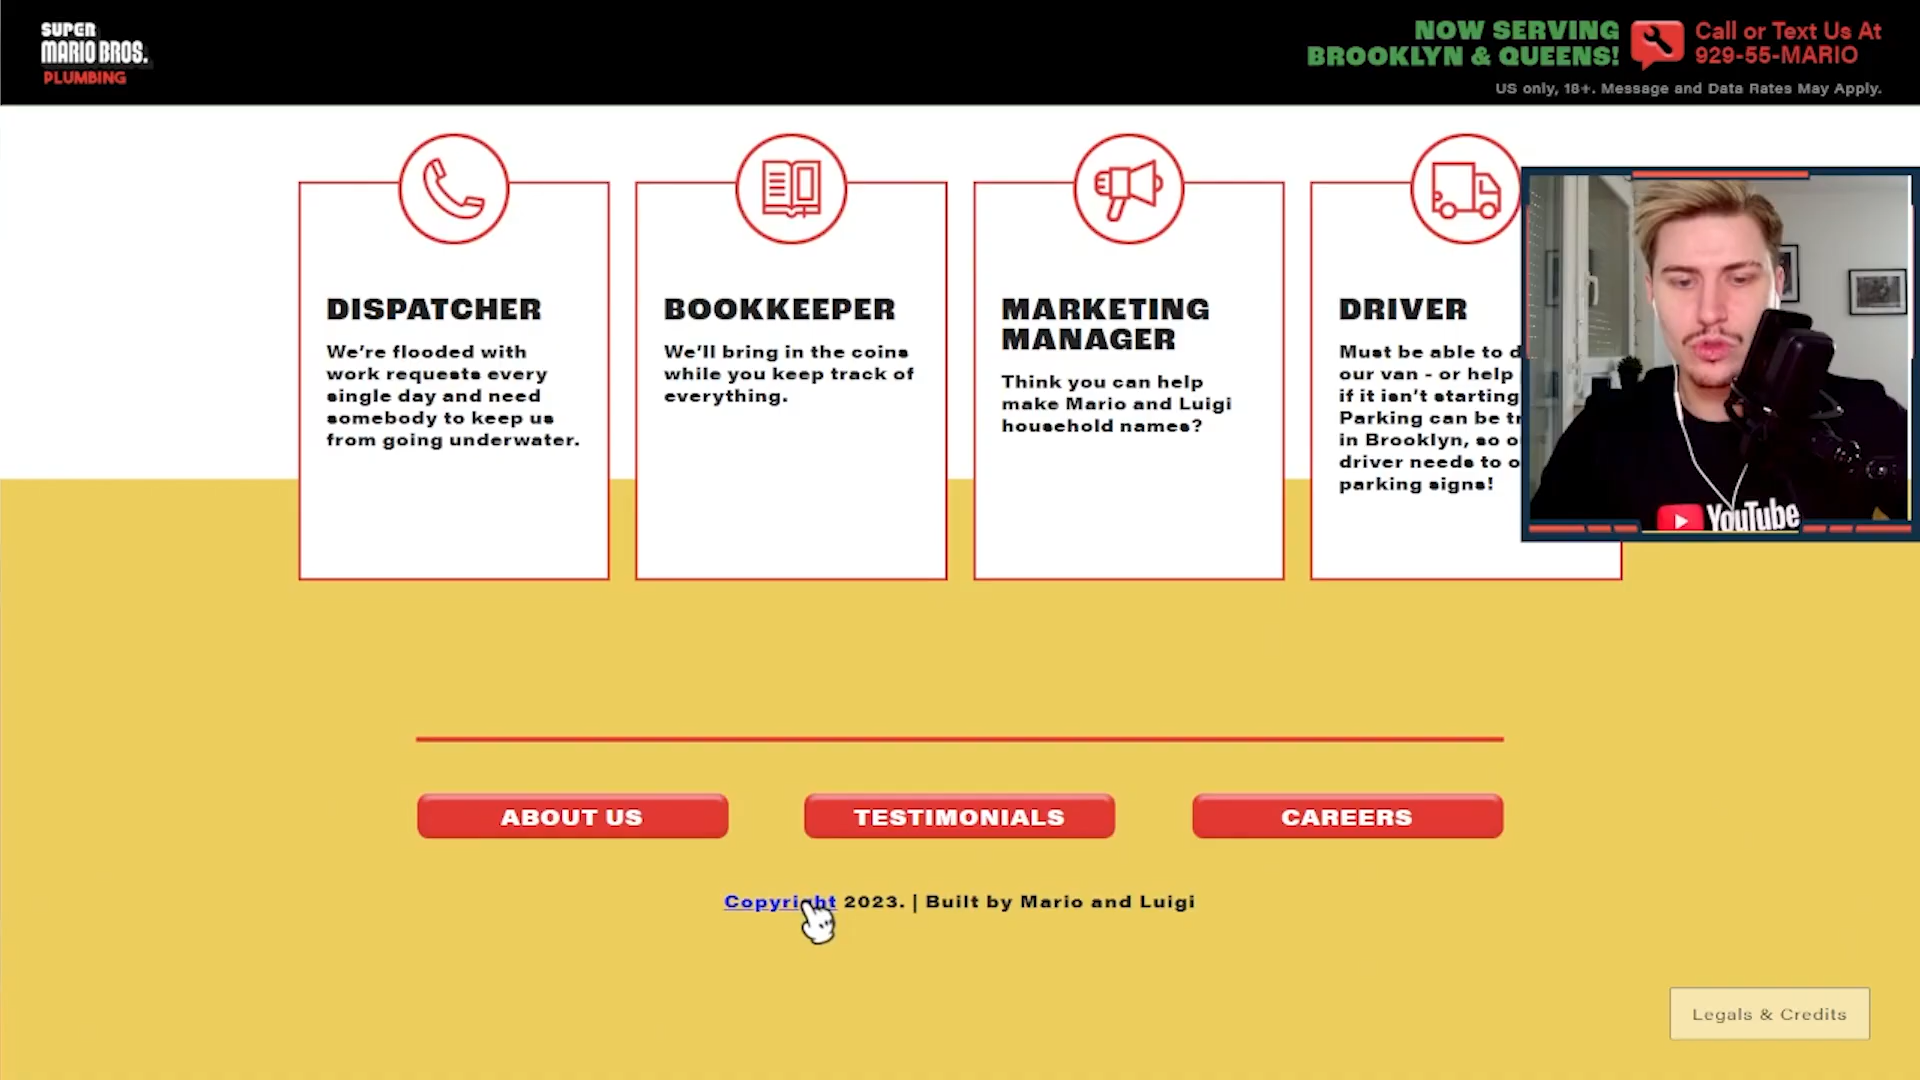 SUPER
MARIO BROS.
PLUMBING
NOW SERVING
BROOKLYN & QUEENS!
Call or Text Us At
929-55-MARIO
US only, 18+. Message and Data Rates May Apply.
DISPATCHER
We're flooded with
work requests every
single day and need
somebody to keep us
from going underwater.
BOOKKEEPER
We'll bring in the coins
while you keep track of
everything.
MARKETING
MANAGER
Think you can help
make Mario and Luigi
household names?
DRIVER
Must be able to
our van - or help
if it isn't starting
Parking can be
in Brooklyn, so
driver needs to
parking signs!
YouTube
ABOUT US
TESTIMONIALS
CAREERS
Copyright 2023. | Built by Mario and Luigi
Legals & Credits